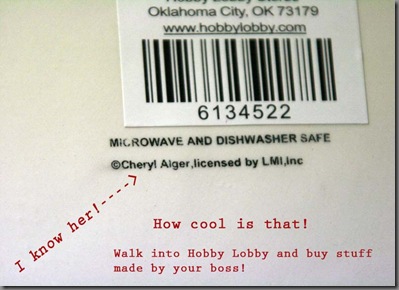 Oklahoma City, OK 73179
www.hobbylobby.com
6134522
MICROWAVE AND DISHWASHER SAFE
©Cheryl Alger,licensed by LMI,inc
I know her!---->
How cool is that!
Walk into Hobby Lobby and buy stuff
made by your boss!